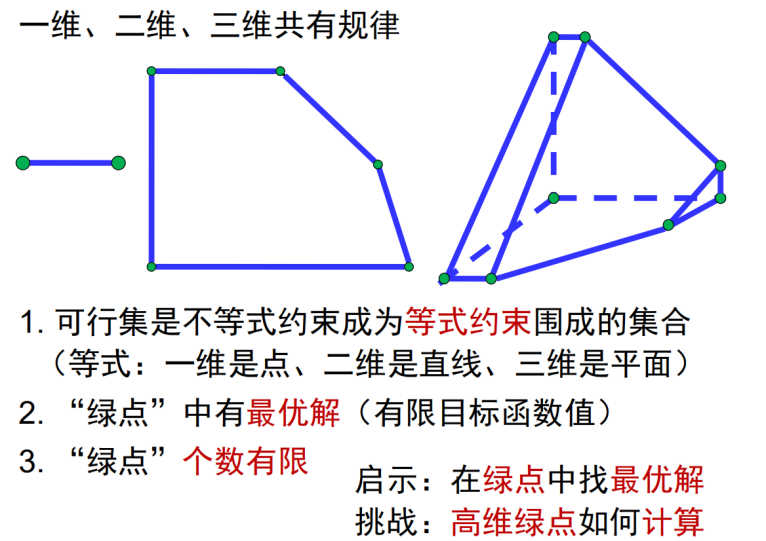 一维、二维、三维共有规律
1. 可行集是不等式约束成为等式约束围成的集合
（等式：一维是点、二维是直线、三维是平面）
2. “绿点”中有最优解（有限目标函数值）
3. “绿点”个数有限
启示：在绿点中找最优解
挑战：高维绿点如何计算